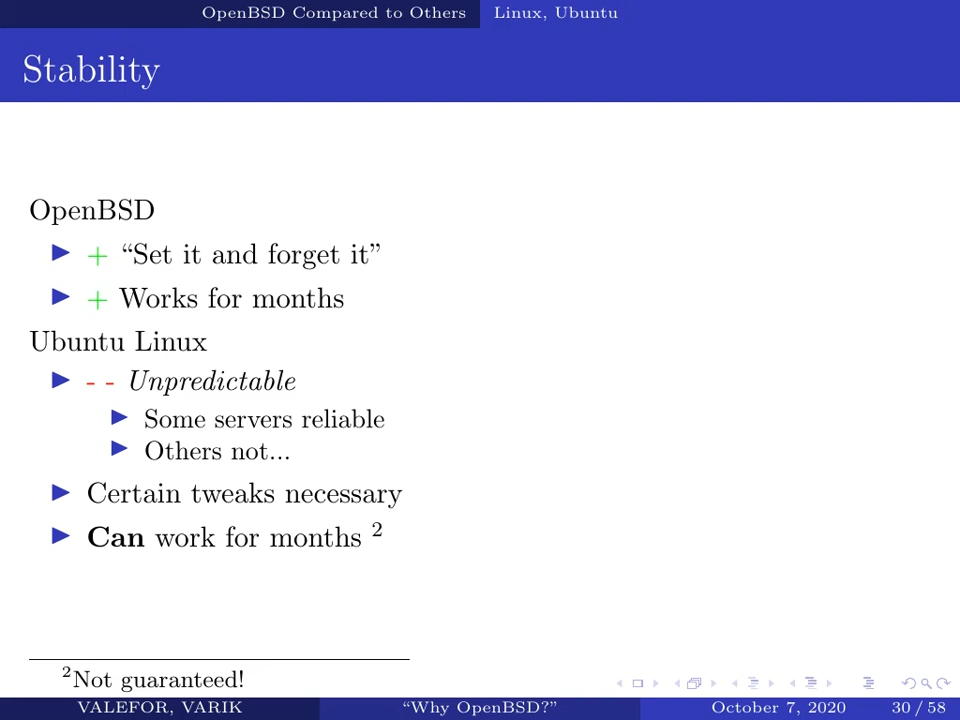 OpenBSD Compared to Others Linux, Ubuntu
Stability
OpenBSD
+ “Set it and forget it”
+ Works for months
Ubuntu Linux
- - Unpredictable
Some servers reliable
Others not...
Certain tweaks necessary
Can work for months 2
2Not guaranteed!
VALEFOR, VARIK “Why OpenBSD?” October 7, 2020 30 / 58